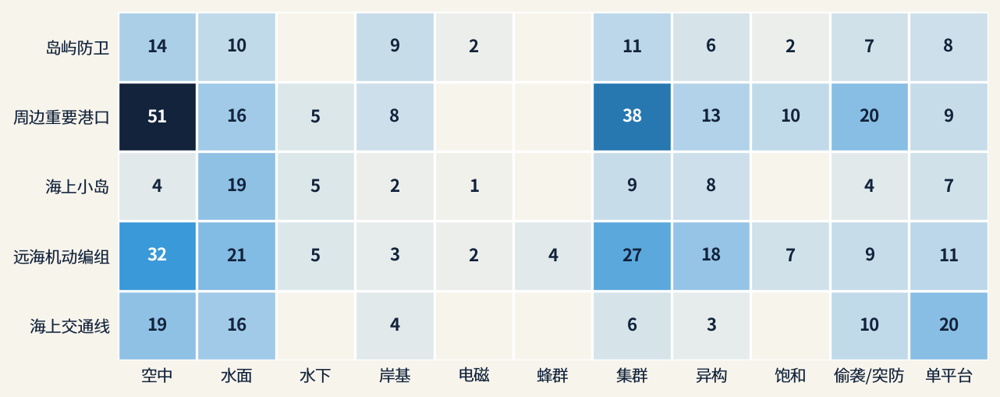 岛屿防卫 14 10 9 2 11 6 2 7 8
周边重要港口 51 16 5 8 38 13 10 20 9
海上小岛 4 19 5 2 1 9 8 4 7
远海机动编组 32 21 5 3 2 4 27 18 7 9 11
海上交通线 19 16 4 6 3 10 20
空中 水面 水下 岸基 电磁 蜂群 集群 异构 饱和 偷袭/突防 单平台